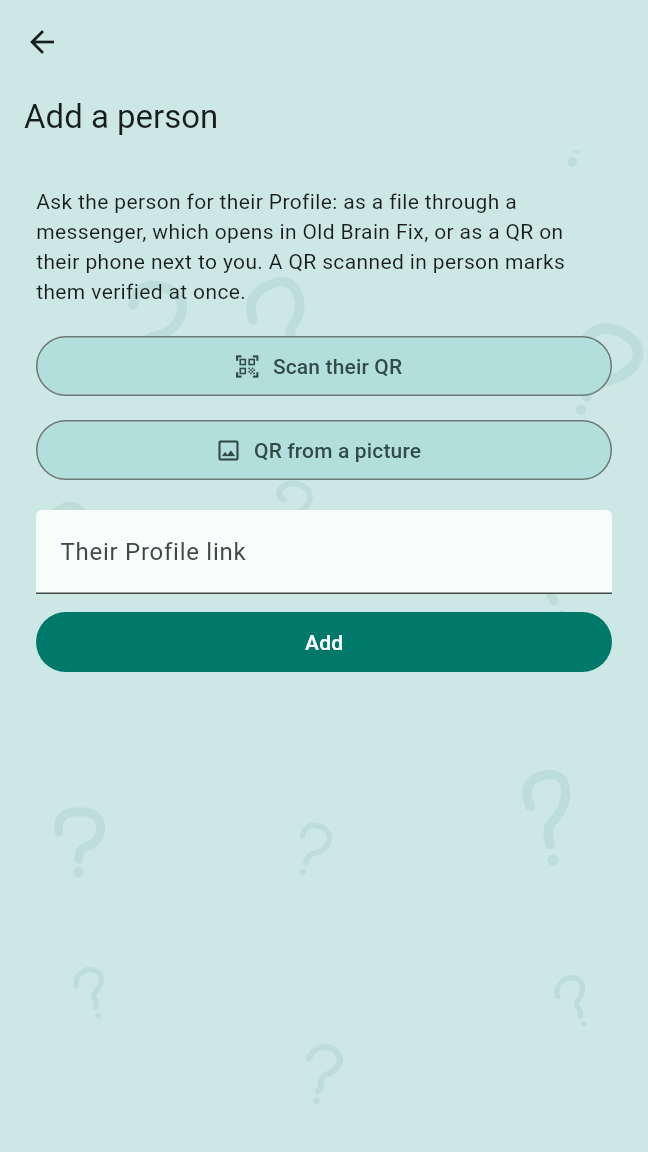 Add a person
Ask the person for their Profile: as a file through a
messenger, which opens in Old Brain Fix, or as a QR on
their phone next to you. A QR scanned in person marks
them verified at once.
Scan their QR
QR from a picture
Their Profile link
Add